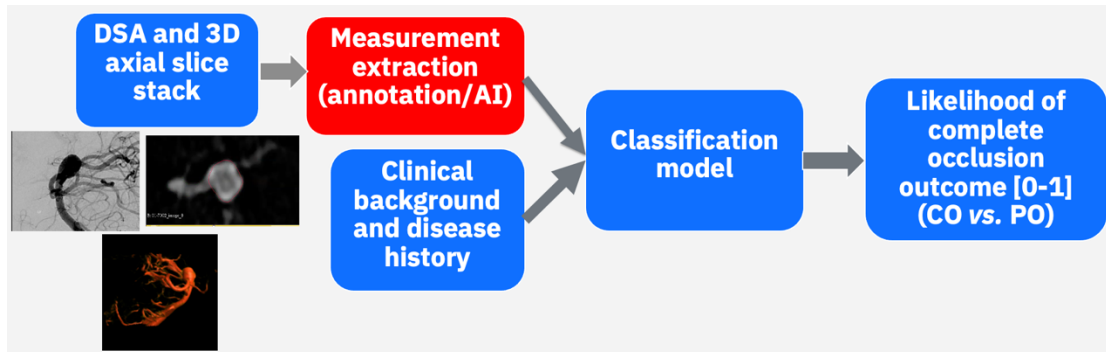 DSA and 3D
axial slice
stack
Measurement
extraction
(annotation/AI)
Clinical
background
and disease
history
Classification
model
Likelihood of
complete
occlusion
outcome [0-1]
(CO vs. PO)